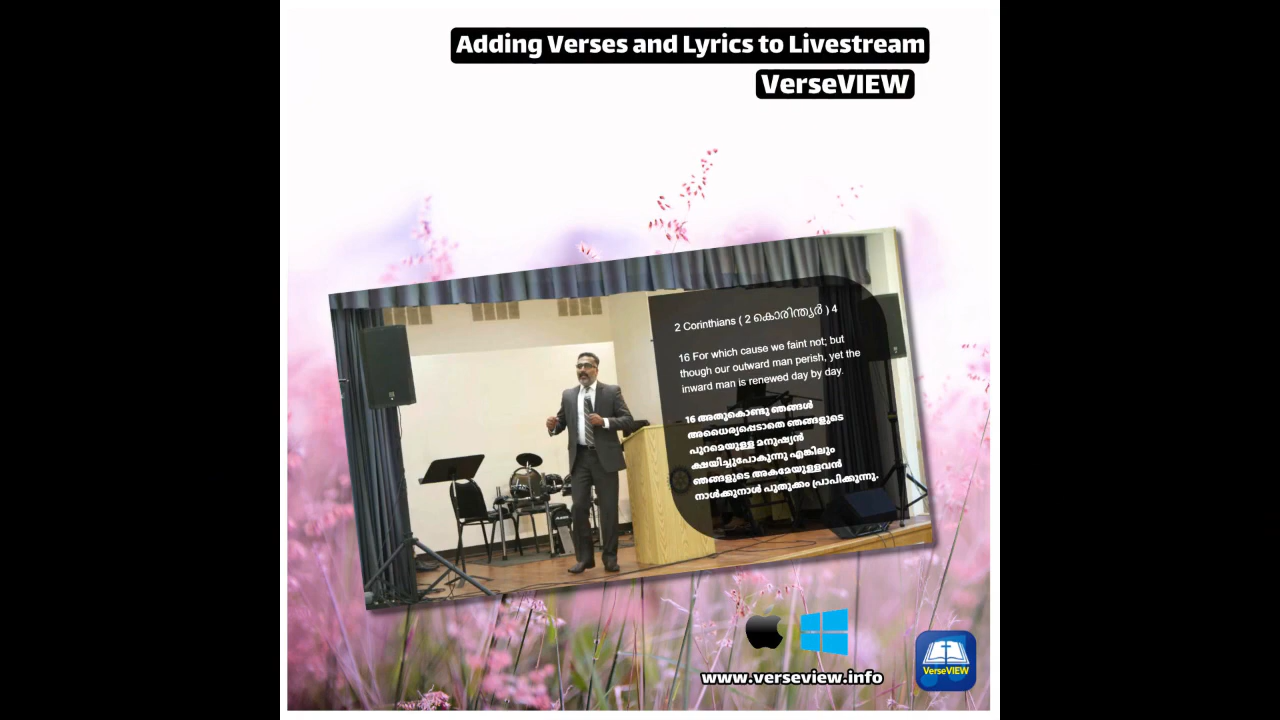 Adding Verses and Lyrics to Livestream
VerseVIEW
2 Corinthians ( 2 കൊരിന്ത്യർ ) 4
16 For which cause we faint not; but
though our outward man perish, yet the
inward man is renewed day by day.
16 അതുകൊണ്ടു ഞങ്ങൾ
അധൈര്യപ്പെടാതെ ഞങ്ങളുടെ
പുറമെയുള്ള മനുഷ്യൻ
ക്ഷയിച്ചുപോകുന്നു എങ്കിലും
ഞങ്ങളുടെ അകമേയുള്ളവൻ
നാൾക്കുനാൾ പുതുക്കം പ്രാപിക്കുന്നു.
www.verseview.info
VerseVIEW